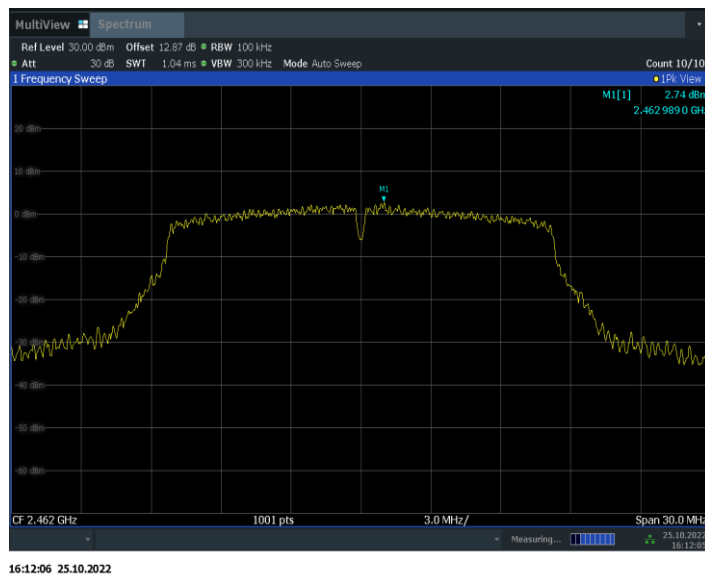 MultiView Spectrum
Ref Level 30.00 dBm Offset 12.87 dB RBW 100 kHz
Att 30 dB SWT 1.04 ms VBW 300 kHz Mode Auto Sweep Count 10/10
1 Frequency Sweep 1Pk View
M1[1] 2.74 dBm
2.462 989 0 GH
20 dBm
10 dBm
M1
0 dBm
-10 dBm
-20 dBm
-30 dBm
-40 dBm
-50 dBm
-60 dBm
CF 2.462 GHz 1001 pts 3.0 MHz/ Span 30.0 MHz
Measuring... 25.10.2022
16:12:05
16:12:06 25.10.2022